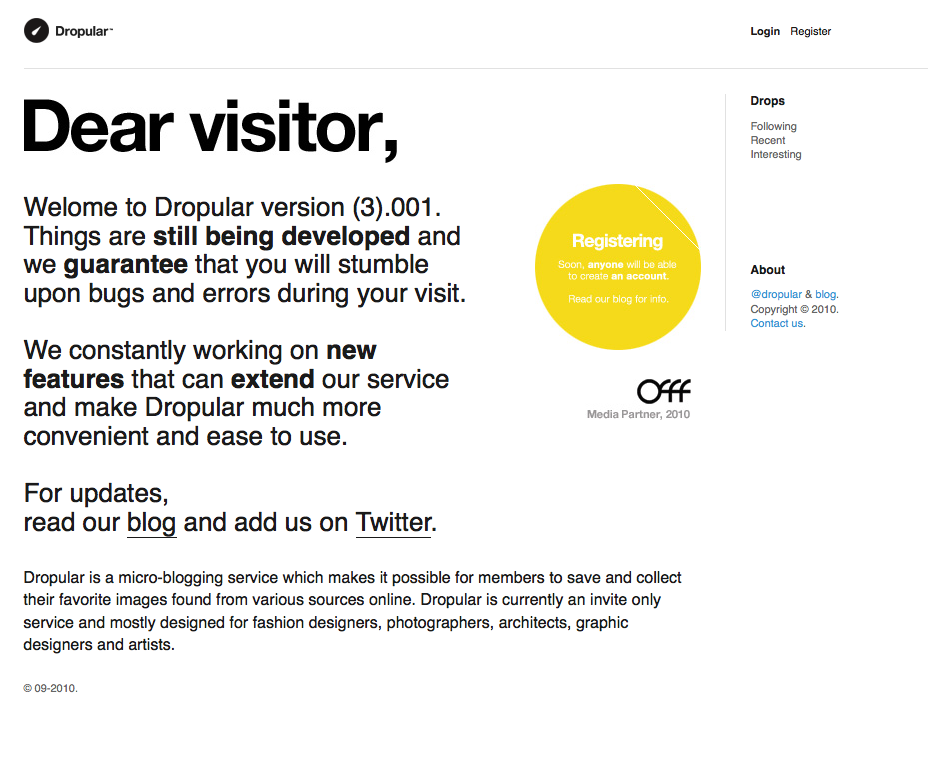 Dropular™
Login Register
Dear visitor,
Welome to Dropular version (3).001.
Things are still being developed and
we guarantee that you will stumble
upon bugs and errors during your visit.
We constantly working on new
features that can extend our service
and make Dropular much more
convenient and ease to use.
For updates,
read our blog and add us on Twitter.
Dropular is a micro-blogging service which makes it possible for members to save and collect
their favorite images found from various sources online. Dropular is currently an invite only
service and mostly designed for fashion designers, photographers, architects, graphic
designers and artists.
© 09-2010.
Registering
Soon, anyone will be able
to create an account.
Read our blog for info.
Offf
Media Partner, 2010
Drops
Following
Recent
Interesting
About
@dropular & blog.
Copyright © 2010.
Contact us.